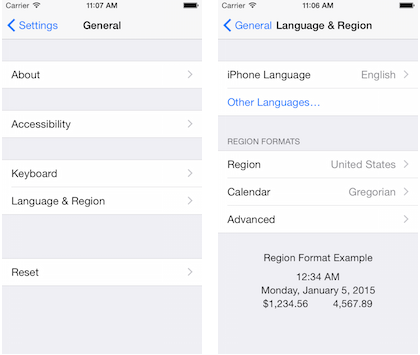 Carrier 11:07 AM
Settings General
About
Accessibility
Keyboard
Language & Region
Reset
Carrier 11:06 AM
General Language & Region
iPhone Language English
Other Languages...
REGION FORMATS
Region United States
Calendar Gregorian
Advanced
Region Format Example
12:34 AM
Monday, January 5, 2015
$1,234.56 4,567.89